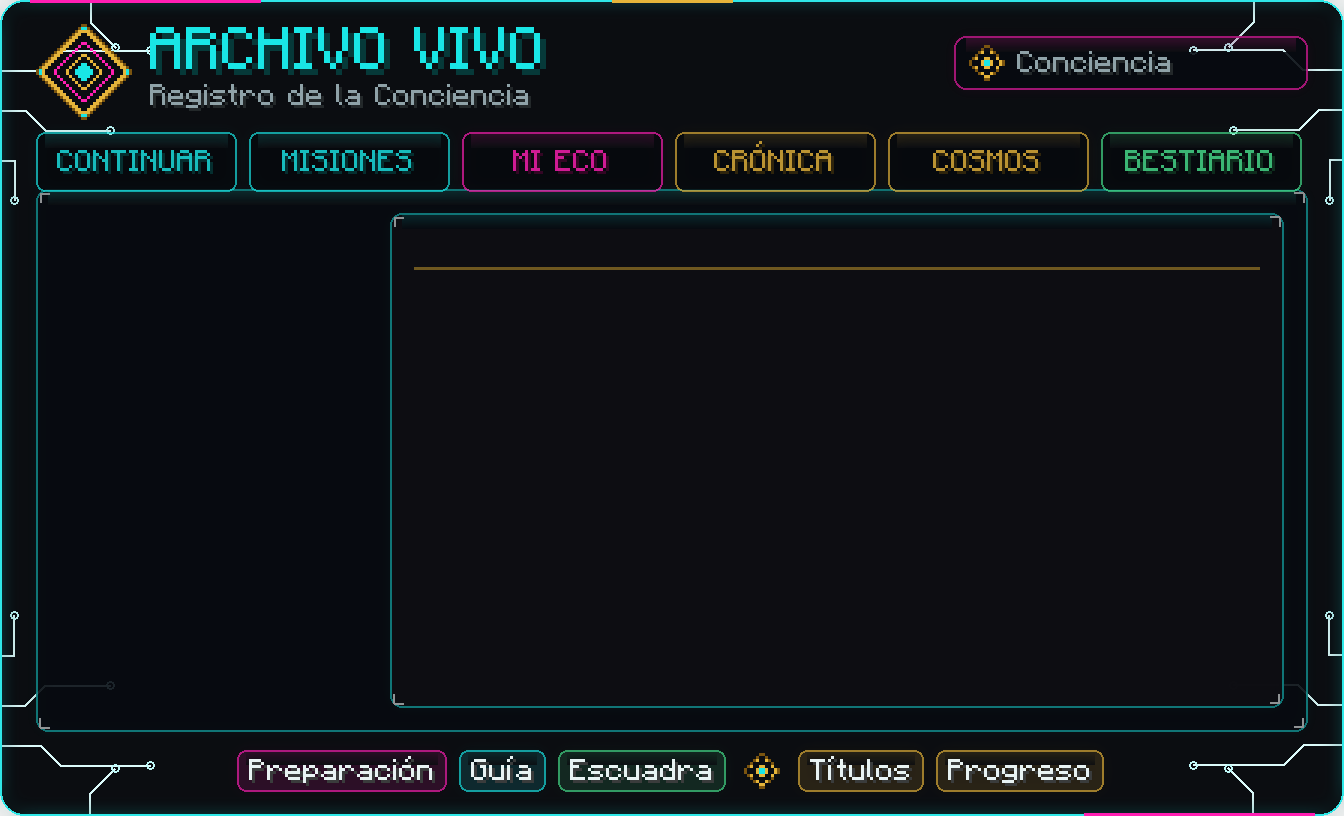 ARCHIVO VIVO
Registro de la Conciencia
Conciencia
CONTINUAR
MISIONES
MI ECO
CRÓNICA
COSMOS
BESTIARIO
Preparación
Guía
Escuadra
Títulos
Progreso